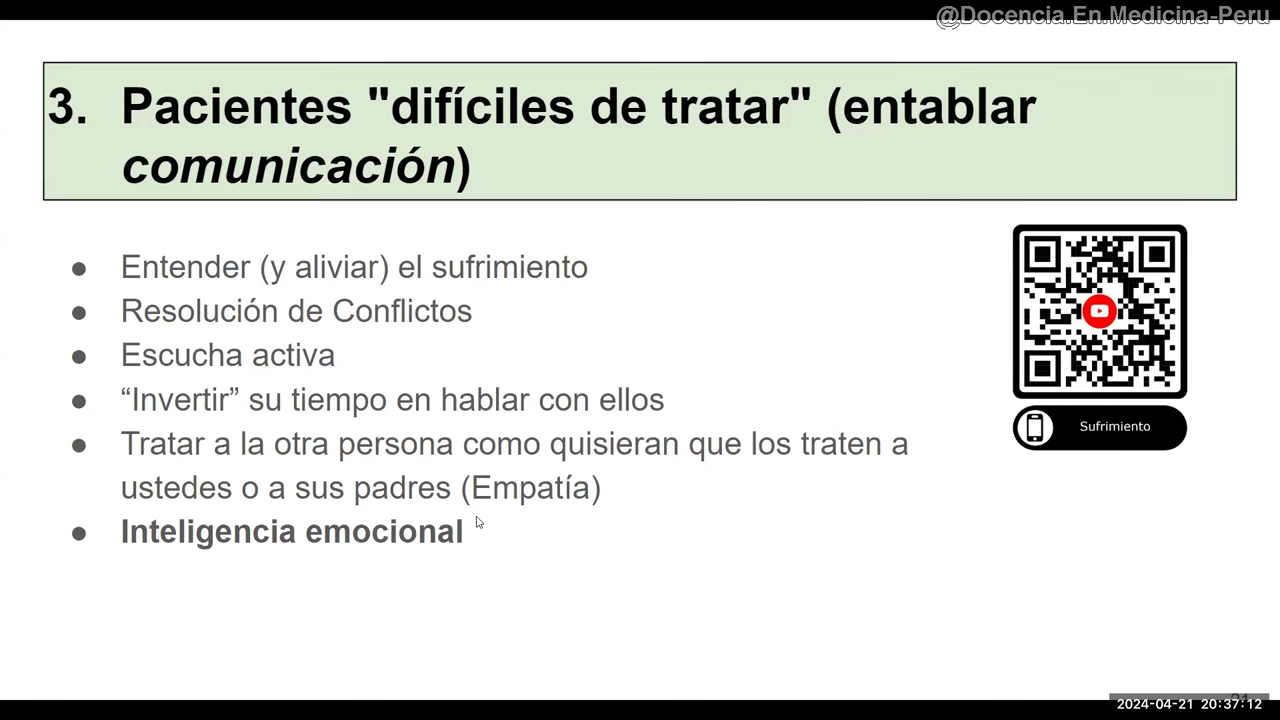 @Docencia.En.Medicina-Peru
3. Pacientes "difíciles de tratar" (entablar
comunicación)
● Entender (y aliviar) el sufrimiento
● Resolución de Conflictos
● Escucha activa
● “Invertir” su tiempo en hablar con ellos
● Tratar a la otra persona como quisieran que los traten a
ustedes o a sus padres (Empatía)
● Inteligencia emocional
Sufrimiento
2024-04-21 20:37:12